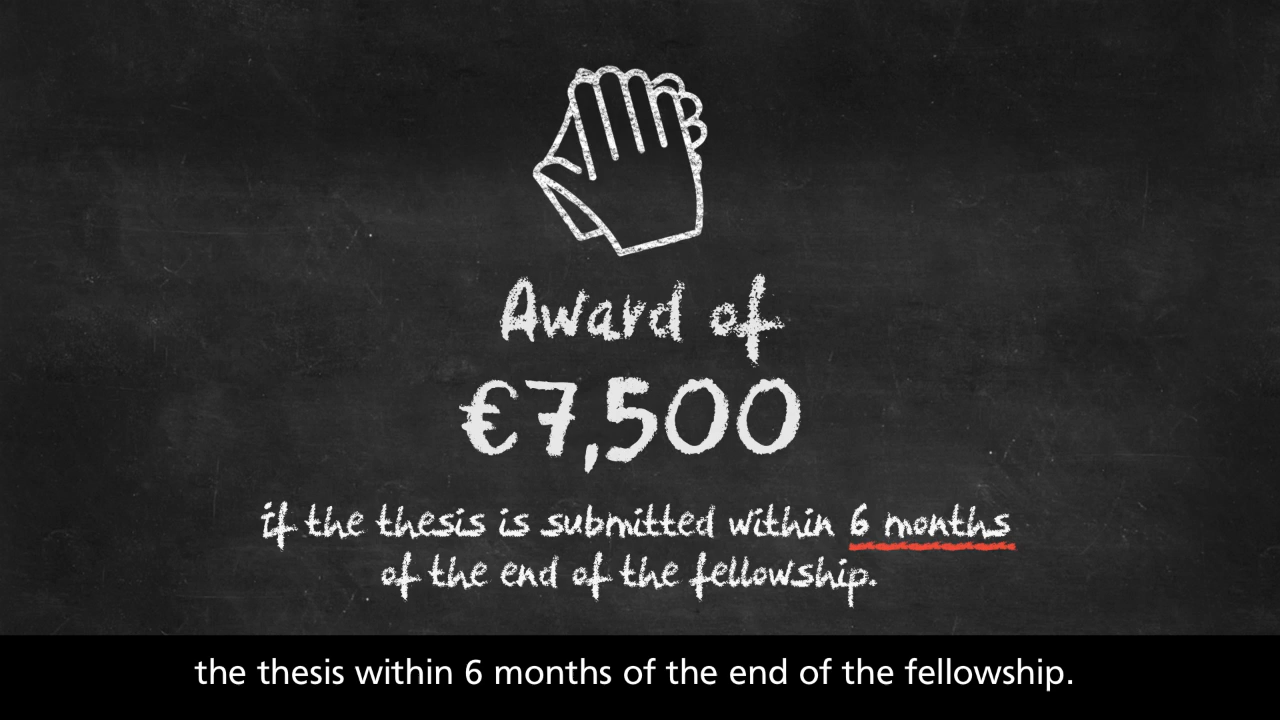 Award of
€7,500
if the thesis is submitted within 6 months
of the end of the fellowship.
the thesis within 6 months of the end of the fellowship.